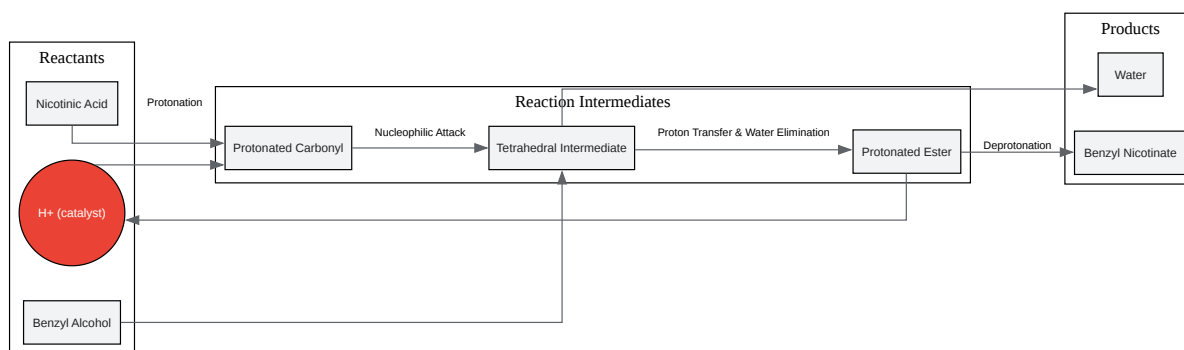 Reactants
Nicotinic Acid
H+ (catalyst)
Benzyl Alcohol
Protonation
Reaction Intermediates
Protonated Carbonyl
Nucleophilic Attack
Tetrahedral Intermediate
Proton Transfer & Water Elimination
Protonated Ester
Deprotonation
Products
Water
Benzyl Nicotinate